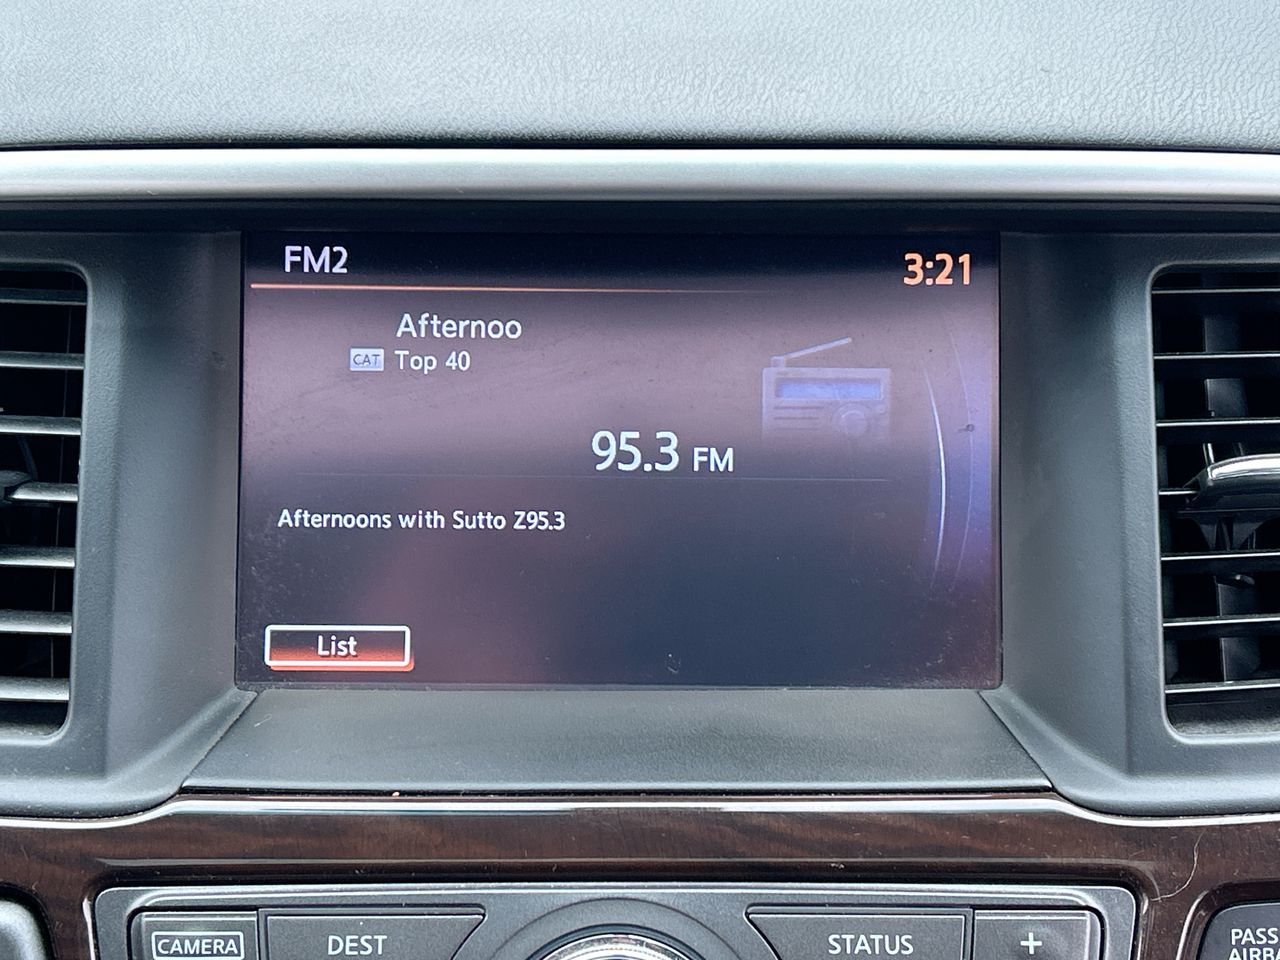 FM2
3:21
Afternoo
CAT Top 40
95.3 FM
Afternoons with Sutto Z95.3
List
CAMERA
DEST
STATUS
+
PASS
AIRB